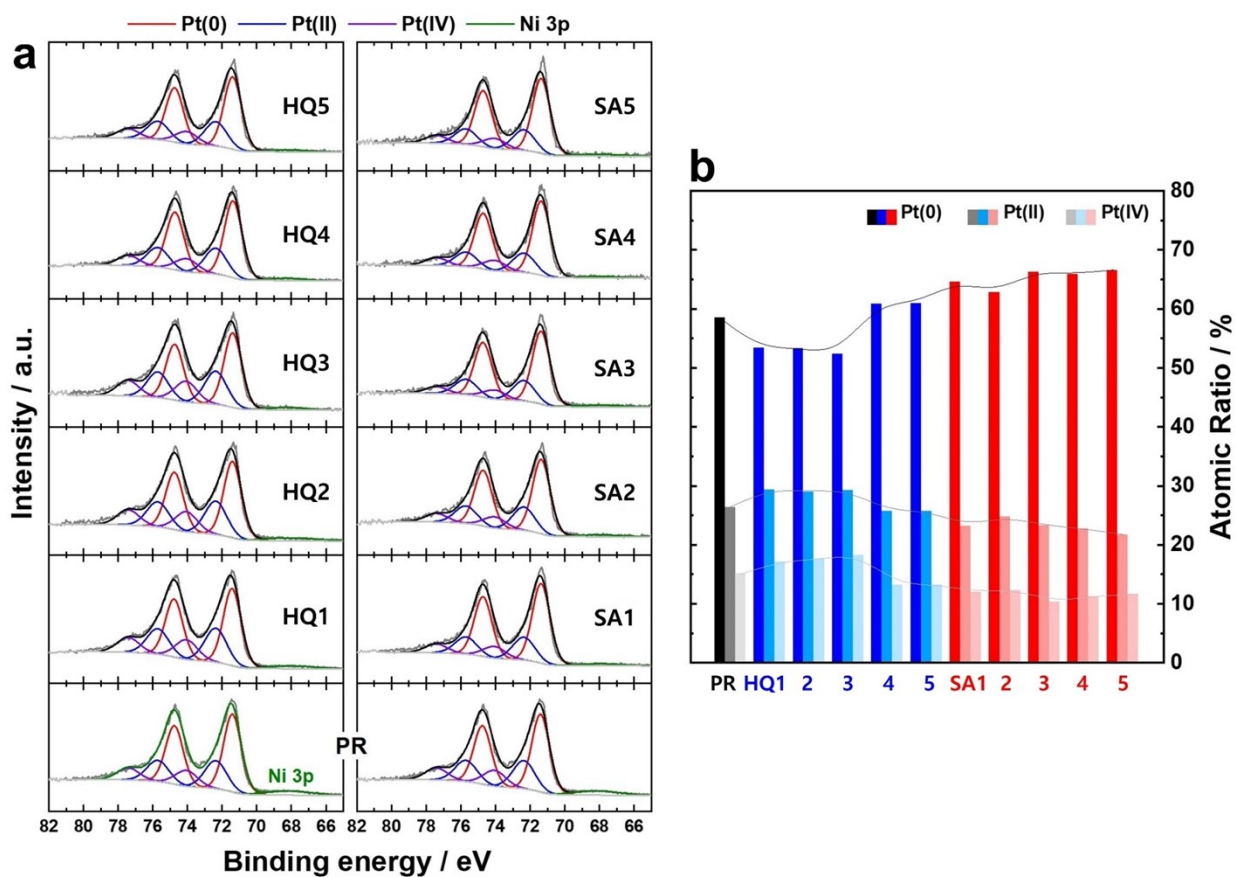 Pt(0) Pt(II) Pt(IV) Ni 3p
a
HQ5 SA5
HQ4 SA4
HQ3 SA3
HQ2 SA2
HQ1 SA1
PR
Ni 3p
Intensity / a.u.
82 80 78 76 74 72 70 68 66 82 80 78 76 74 72 70 68 66
Binding energy / eV
b
Pt(0) Pt(II) Pt(IV)
80
70
60
50
40
30
20
10
0
Atomic Ratio / %
PR HQ1 2 3 4 5 SA1 2 3 4 5